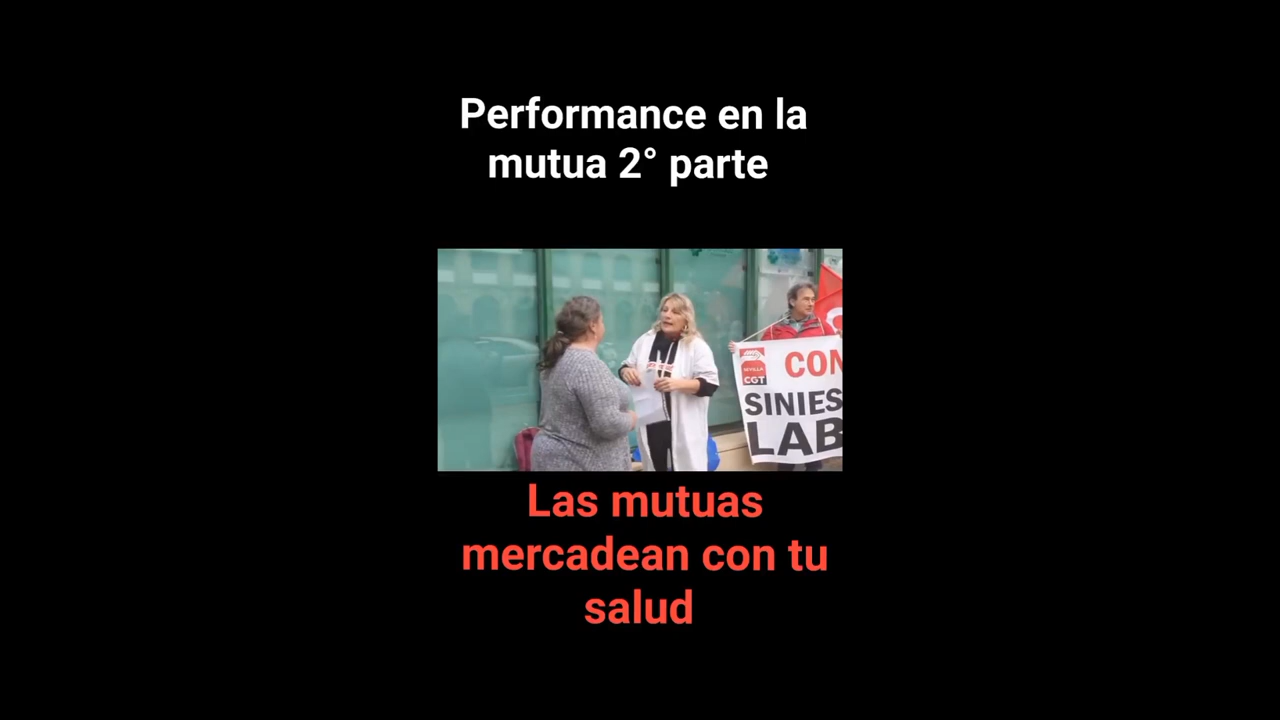 Performance en la
mutua 2° parte
SEVILLA
CGT
CON
SINIES
LAB
Las mutuas
mercadean con tu
salud